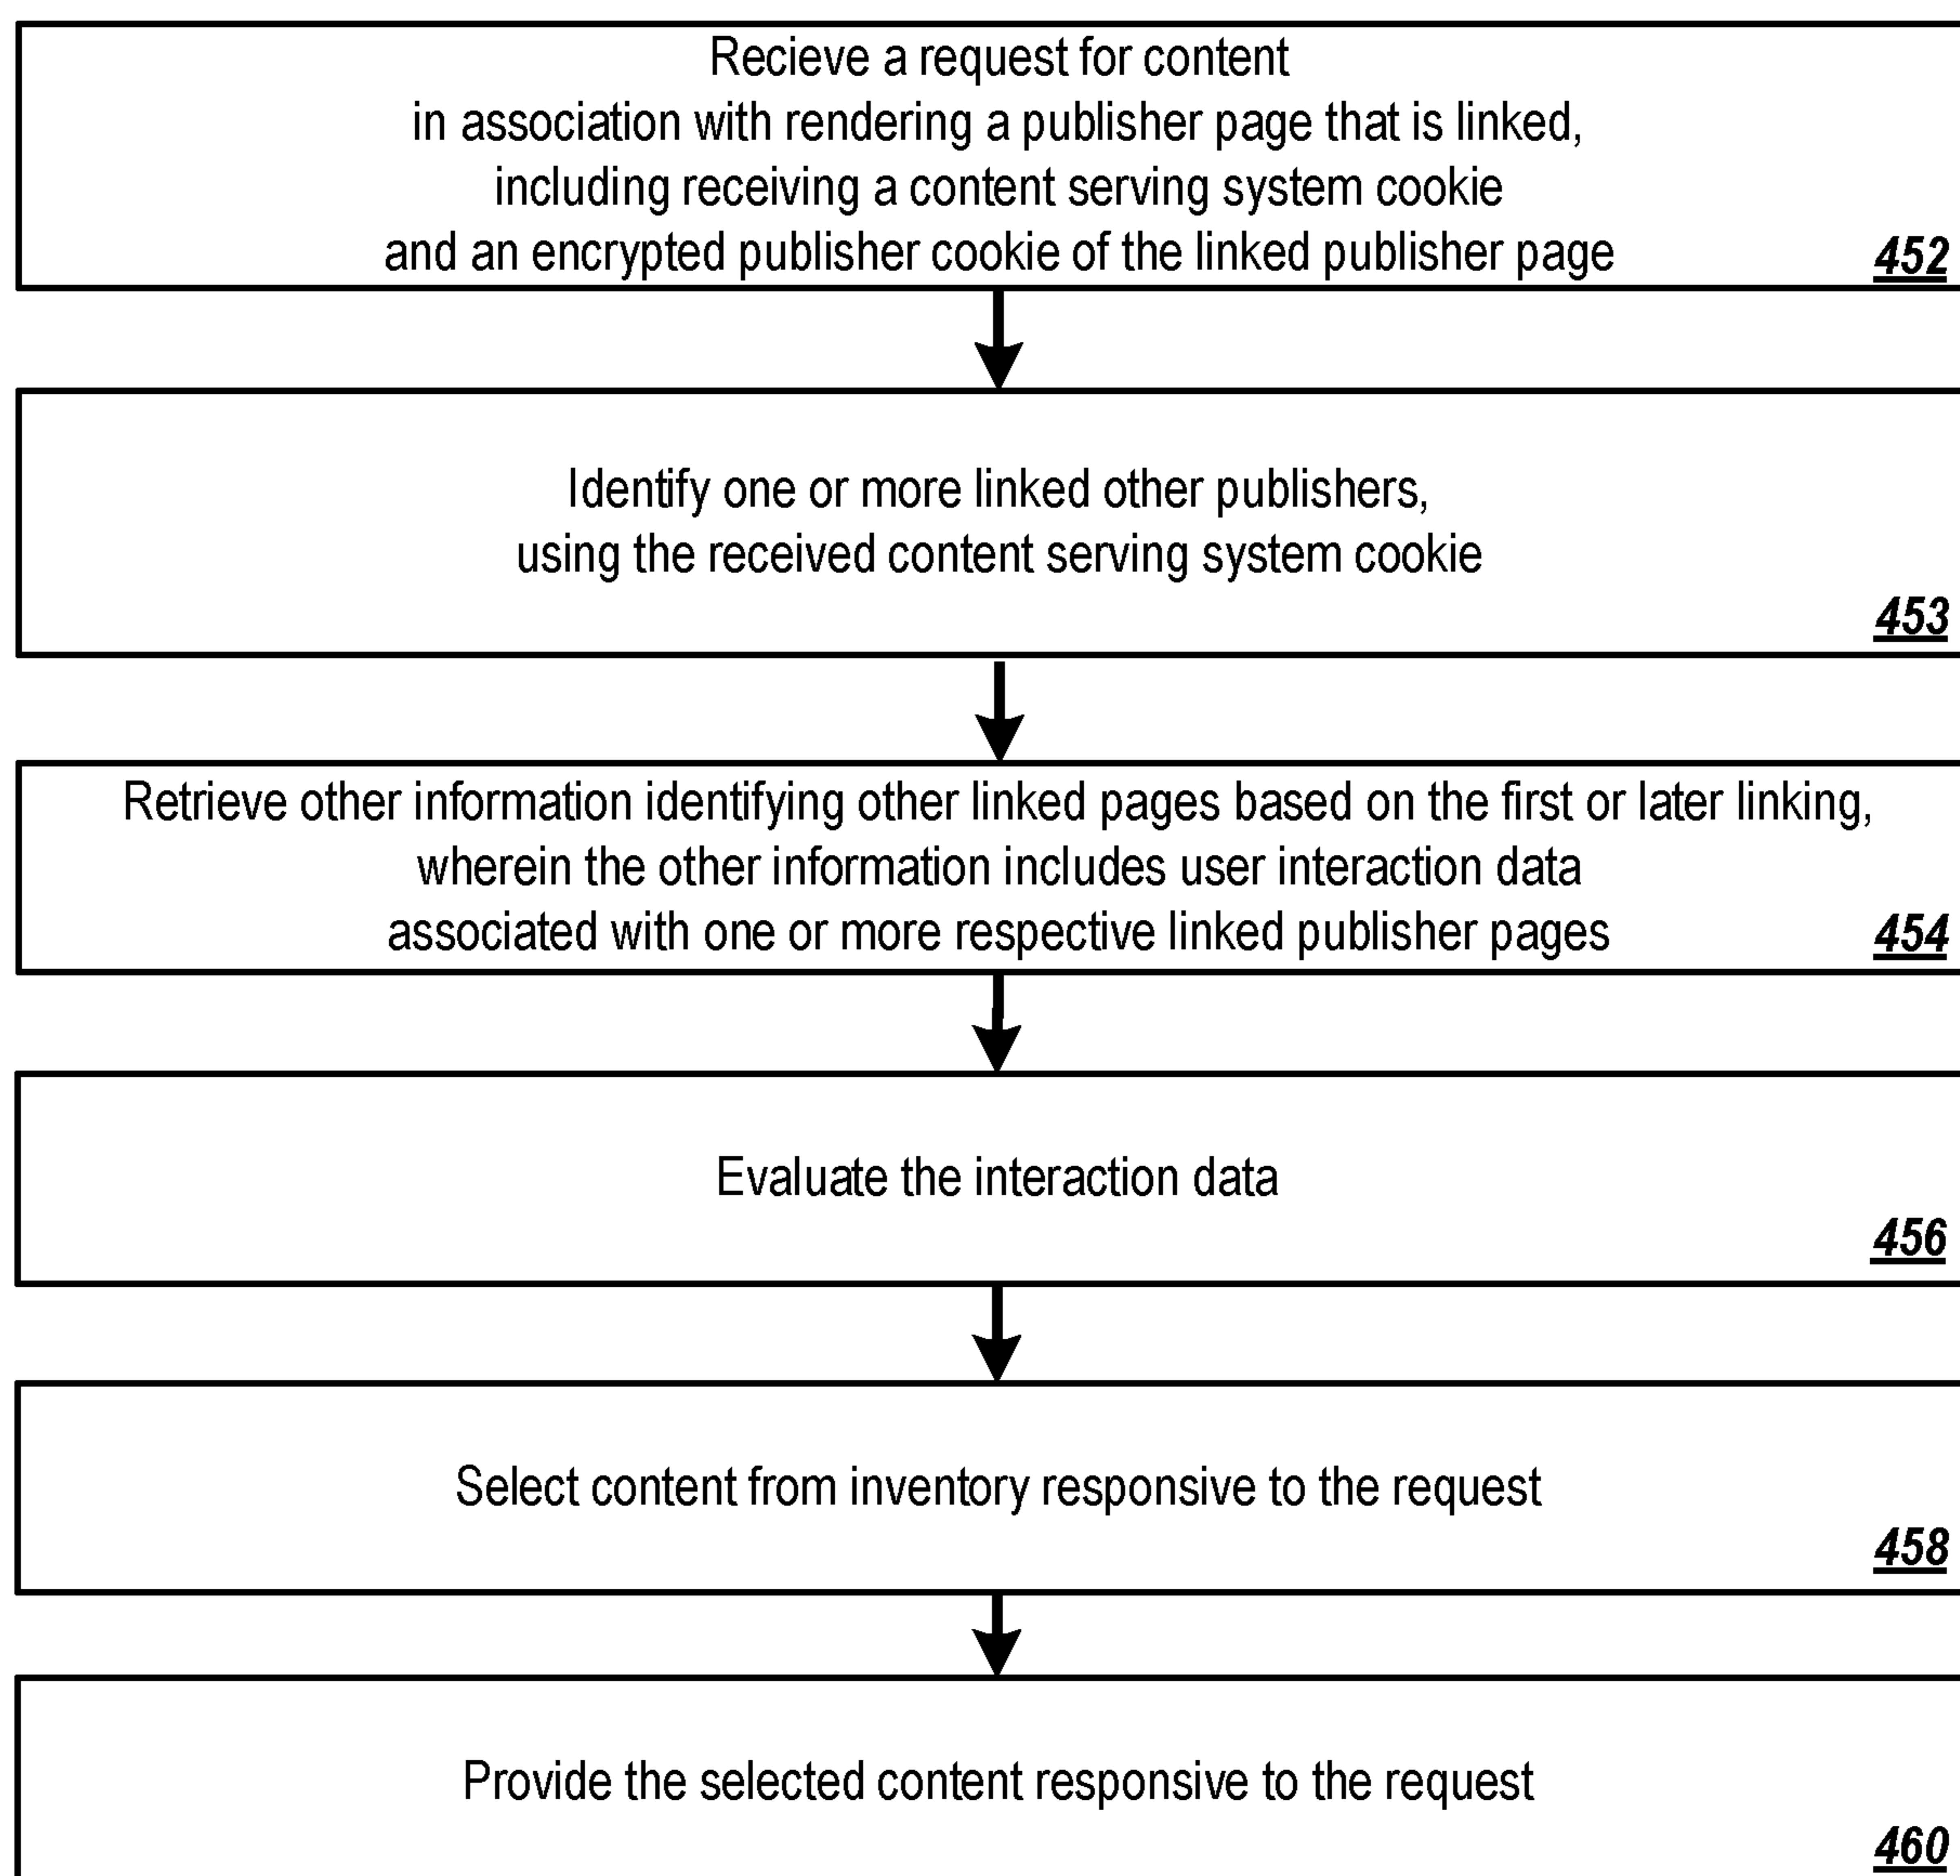 Recieve a request for content
in association with rendering a publisher page that is linked,
including receiving a content serving system cookie
and an encrypted publisher cookie of the linked publisher page
452
Identify one or more linked other publishers,
using the received content serving system cookie
453
Retrieve other information identifying other linked pages based on the first or later linking,
wherein the other information includes user interaction data
associated with one or more respective linked publisher pages
454
Evaluate the interaction data
456
Select content from inventory responsive to the request
458
Provide the selected content responsive to the request
460